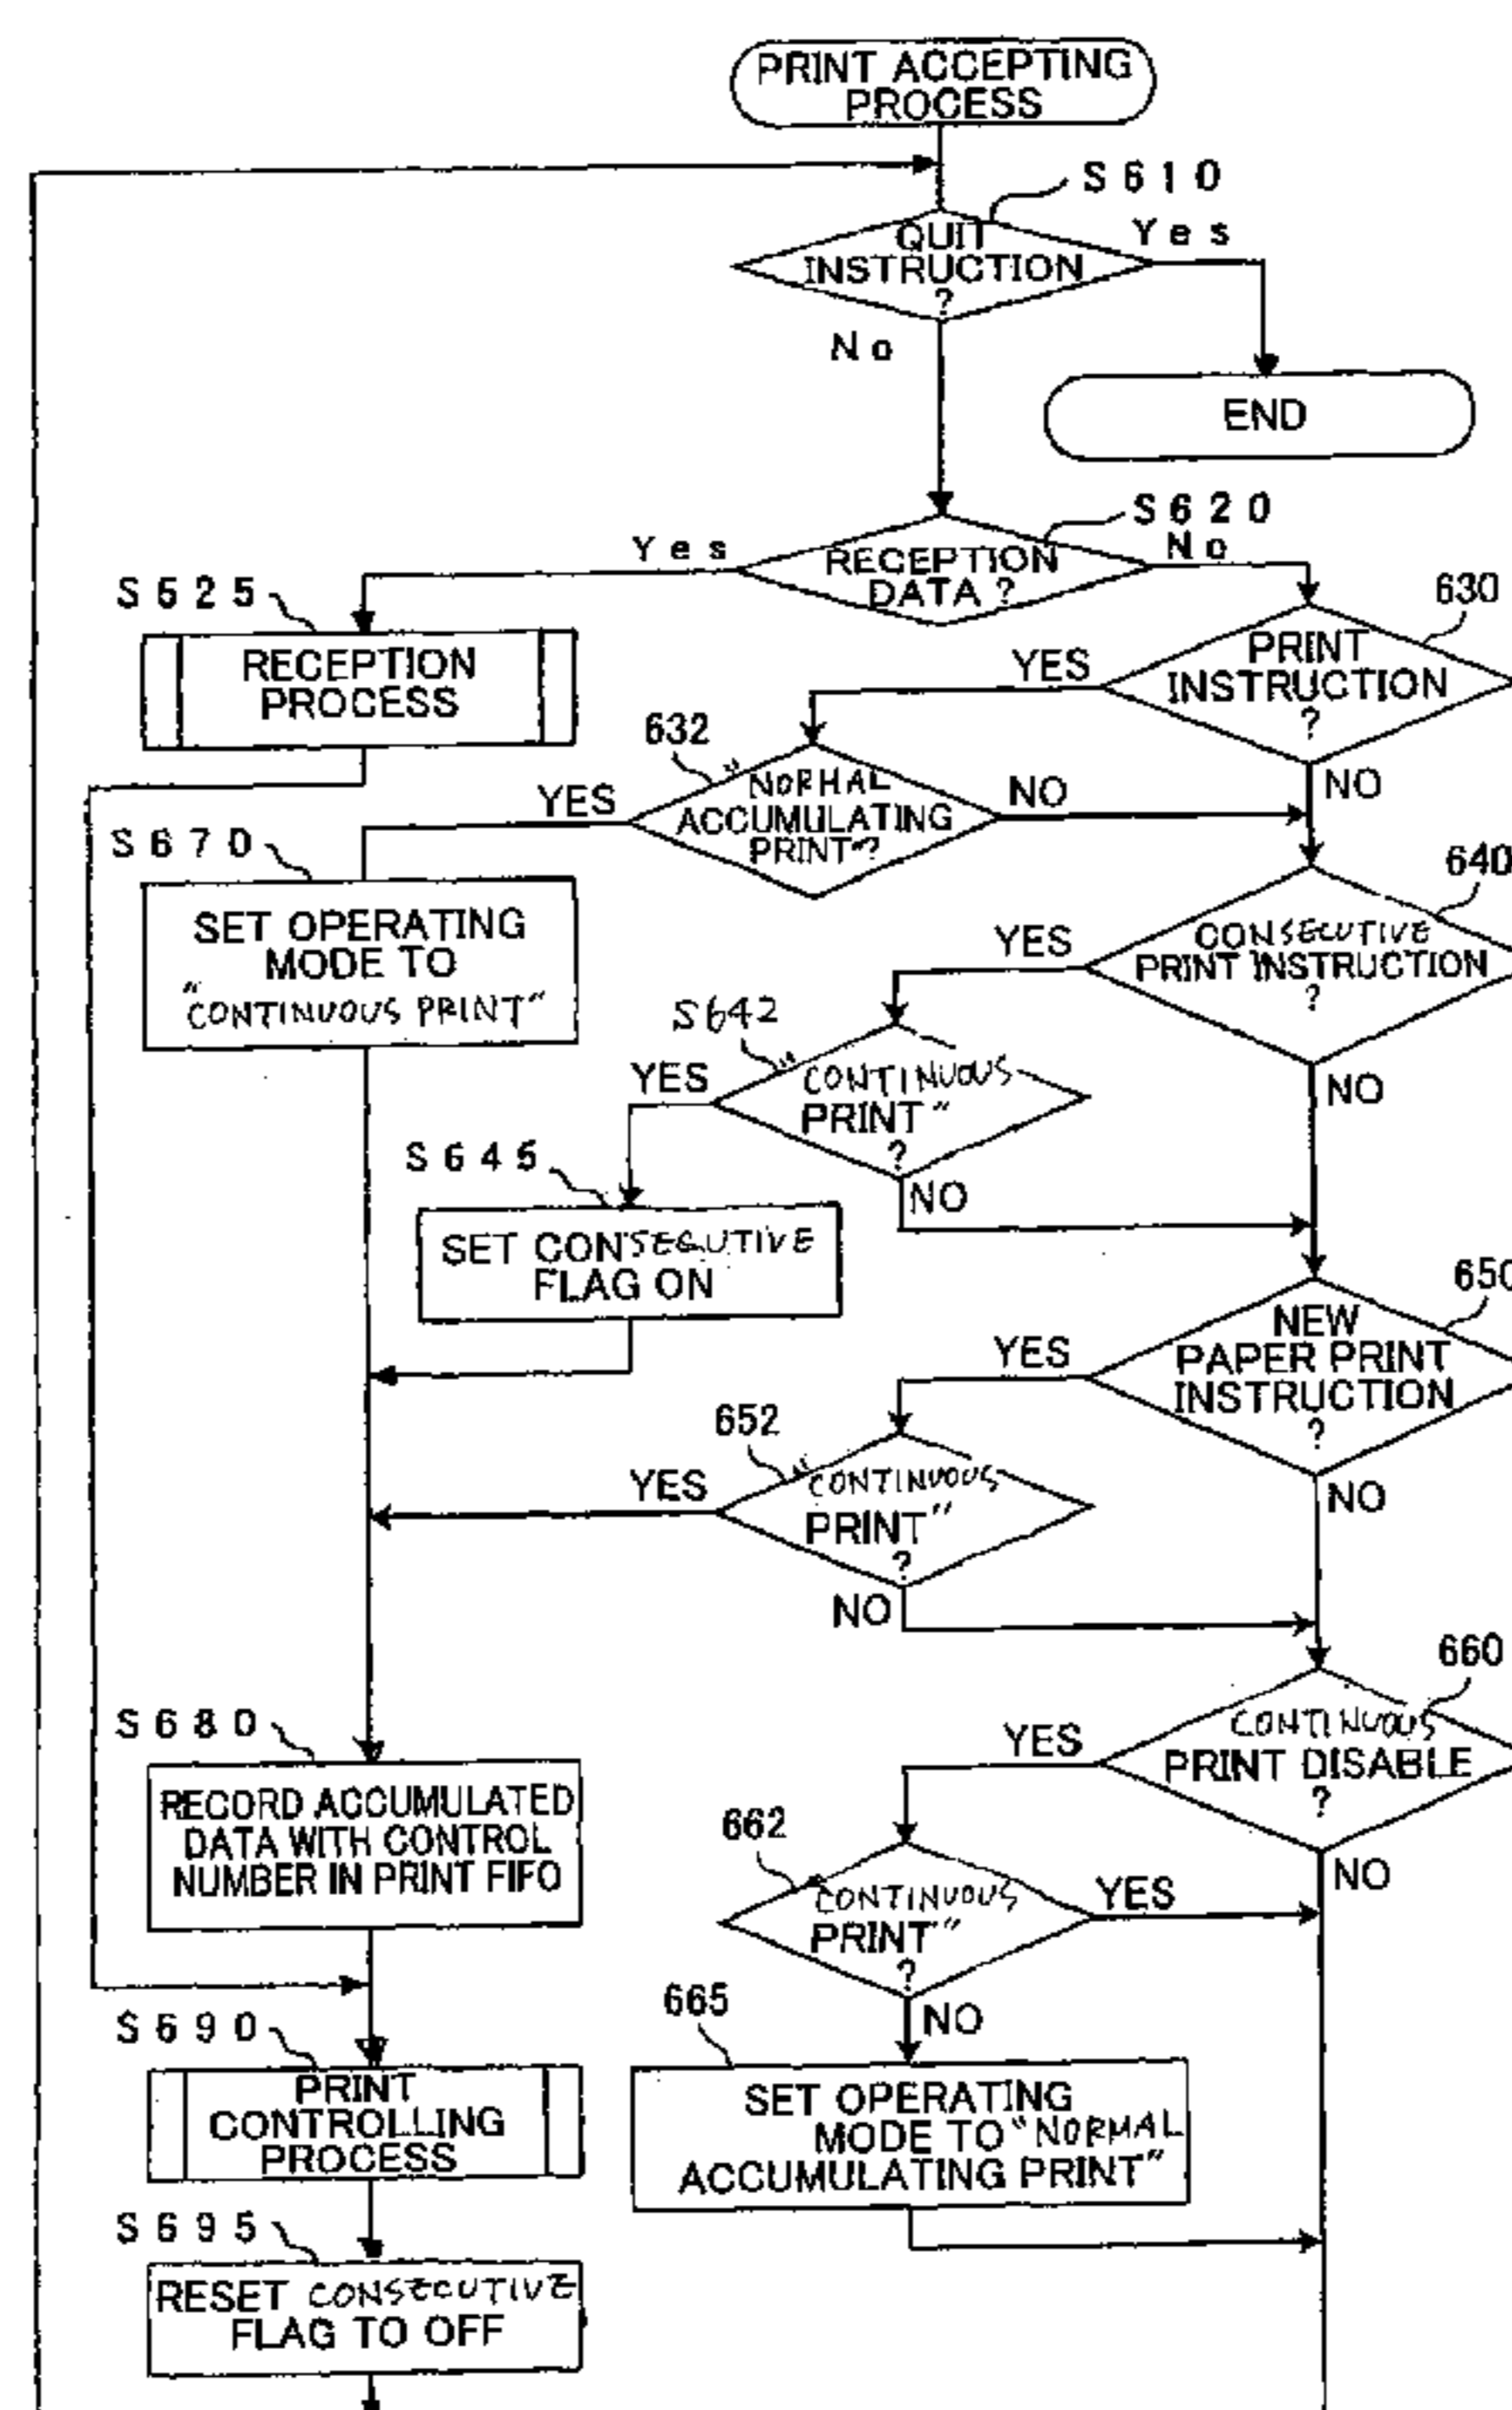 PRINT ACCEPTING
PROCESS
S610
QUIT
INSTRUCTION
?
Yes
No
END
S620
RECEPTION
DATA ?
Yes
No
S625
RECEPTION
PROCESS
630
PRINT
INSTRUCTION
?
YES
NO
632
"NORMAL
ACCUMULATING
PRINT"?
YES
NO
S670
SET OPERATING
MODE TO
"CONTINUOUS PRINT"
640
CONSECUTIVE
PRINT INSTRUCTION
?
YES
NO
S642
"CONTINUOUS
PRINT"
?
YES
NO
S645
SET CONSECUTIVE
FLAG ON
650
NEW
PAPER PRINT
INSTRUCTION
?
YES
NO
652
"CONTINUOUS
PRINT"
?
YES
NO
660
CONTINUOUS
PRINT DISABLE
?
YES
NO
S680
RECORD ACCUMULATED
DATA WITH CONTROL
NUMBER IN PRINT FIFO
662
"CONTINUOUS
PRINT"
?
YES
NO
665
SET OPERATING
MODE TO "NORMAL
ACCUMULATING PRINT"
S690
PRINT
CONTROLLING
PROCESS
S695
RESET CONSECUTIVE
FLAG TO OFF